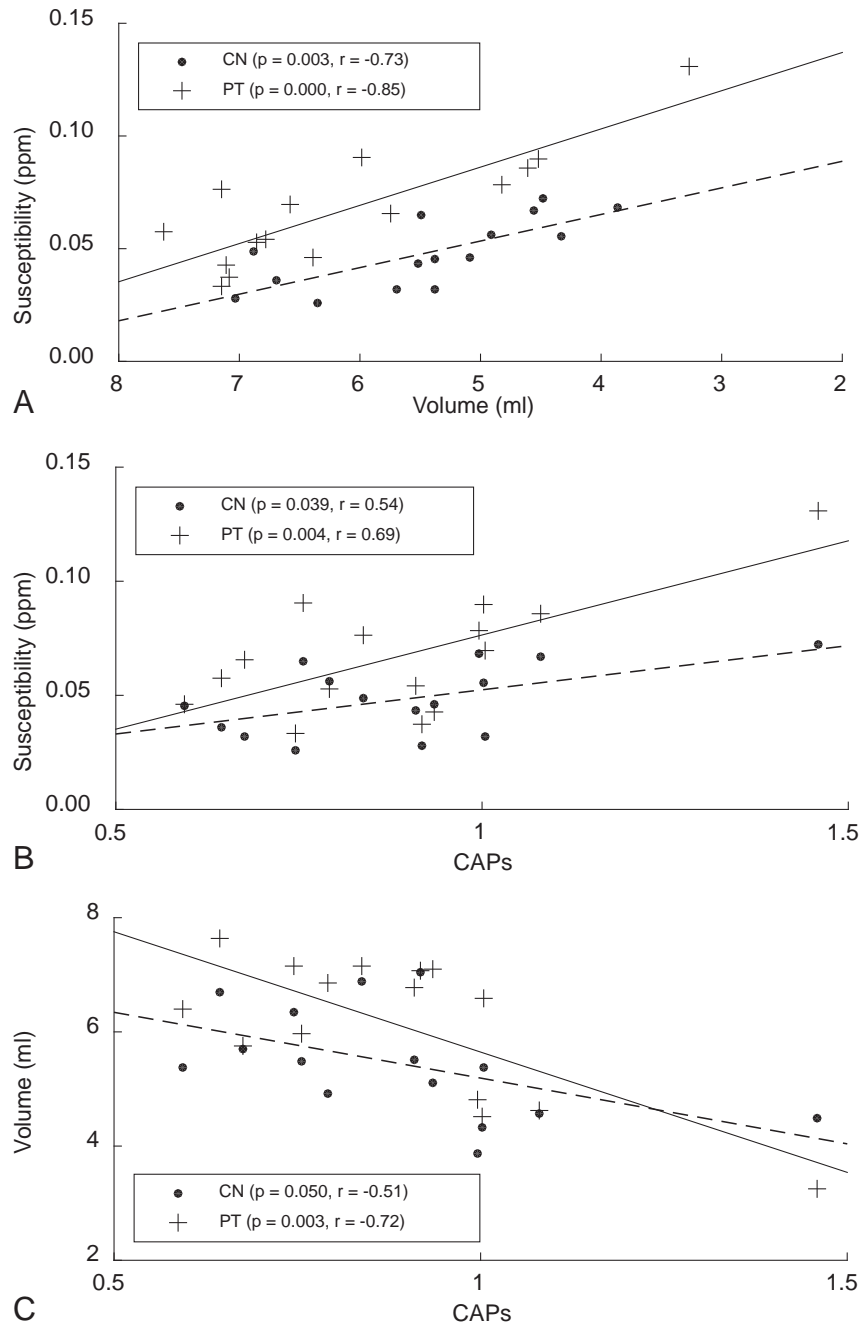 0.15
CN (p = 0.003, r = -0.73)
PT (p = 0.000, r = -0.85)
0.10
Susceptibility (ppm)
0.05
0.00
8 7 6 5 4 3 2
A
Volume (ml)
0.15
CN (p = 0.039, r = 0.54)
PT (p = 0.004, r = 0.69)
0.10
Susceptibility (ppm)
0.05
0.00
0.5 1 1.5
B
CAPs
8
6
Volume (ml)
4
CN (p = 0.050, r = -0.51)
PT (p = 0.003, r = -0.72)
2
0.5 1 1.5
C
CAPs